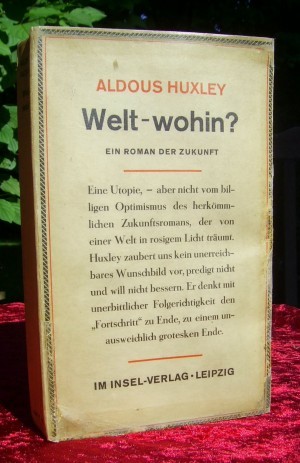 ALDOUS HUXLEY
Welt-wohin?
EIN ROMAN DER ZUKUNFT
Eine Utopie, – aber nicht vom bil-
ligen Optimismus des herkömm-
lichen Zukunftsromans, der von
einer Welt in rosigem Licht träumt.
Huxley zaubert uns kein unerreich-
bares Wunschbild vor, predigt nicht
und will nicht bessern. Er denkt mit
unerbittlicher Folgerichtigkeit den
„Fortschritt“ zu Ende, zu einem un-
ausweichlich grotesken Ende.
IM INSEL-VERLAG · LEIPZIG